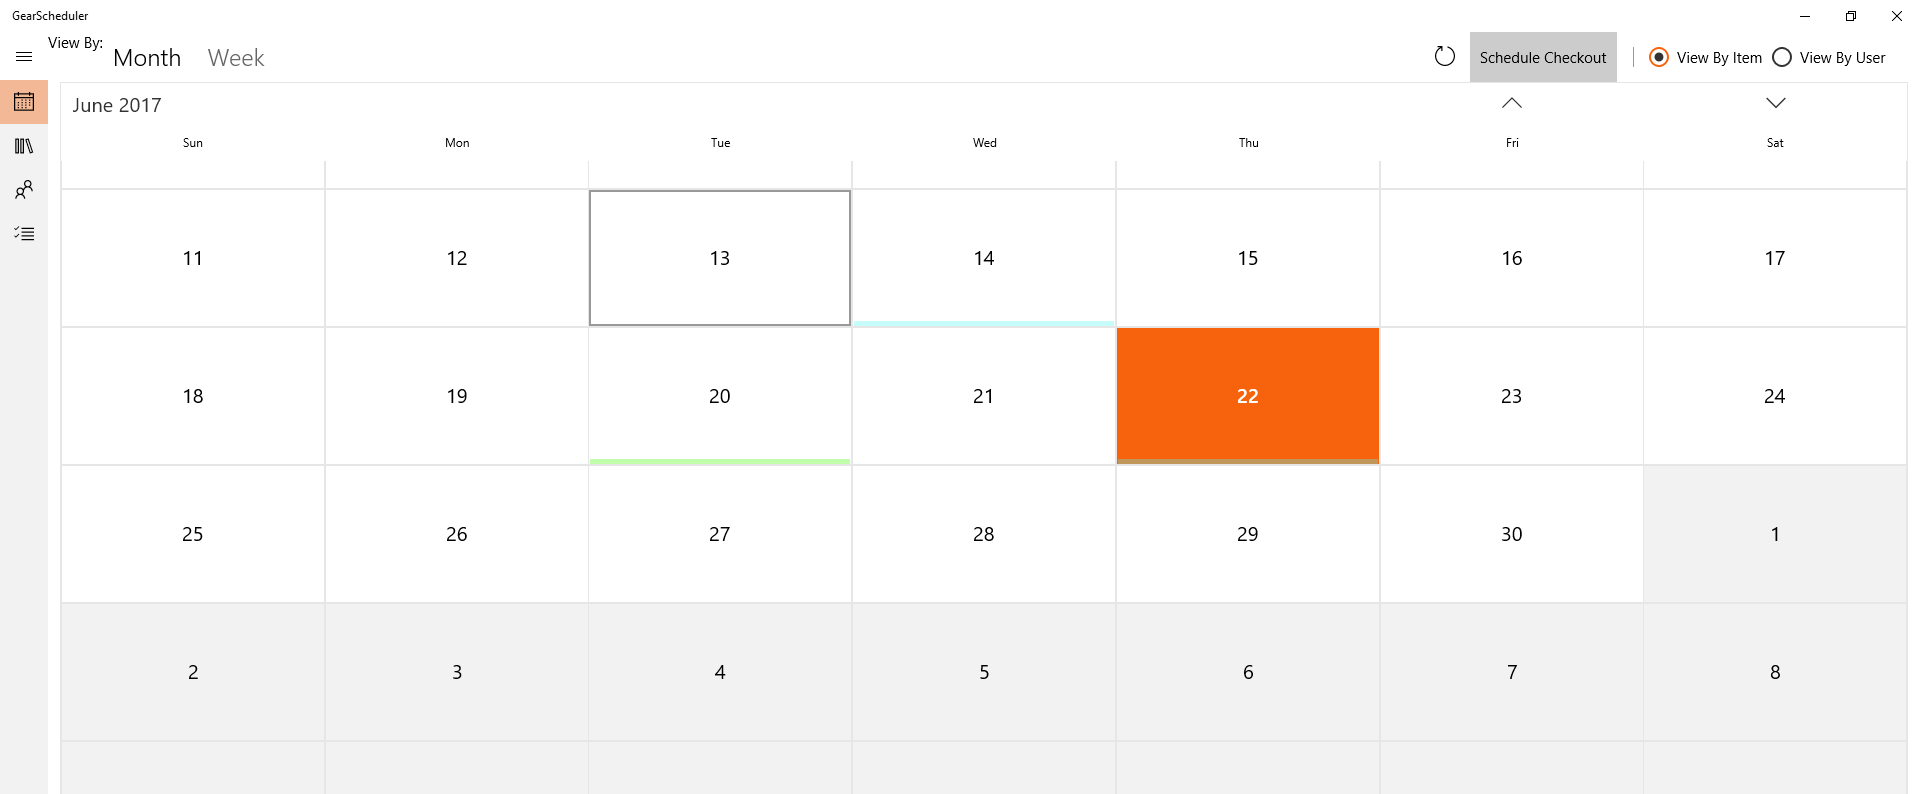 GearScheduler
View By:
Month Week
Schedule Checkout
View By Item View By User
June 2017
Sun Mon Tue Wed Thu Fri Sat
11 12 13 14 15 16 17
18 19 20 21 22 23 24
25 26 27 28 29 30 1
2 3 4 5 6 7 8